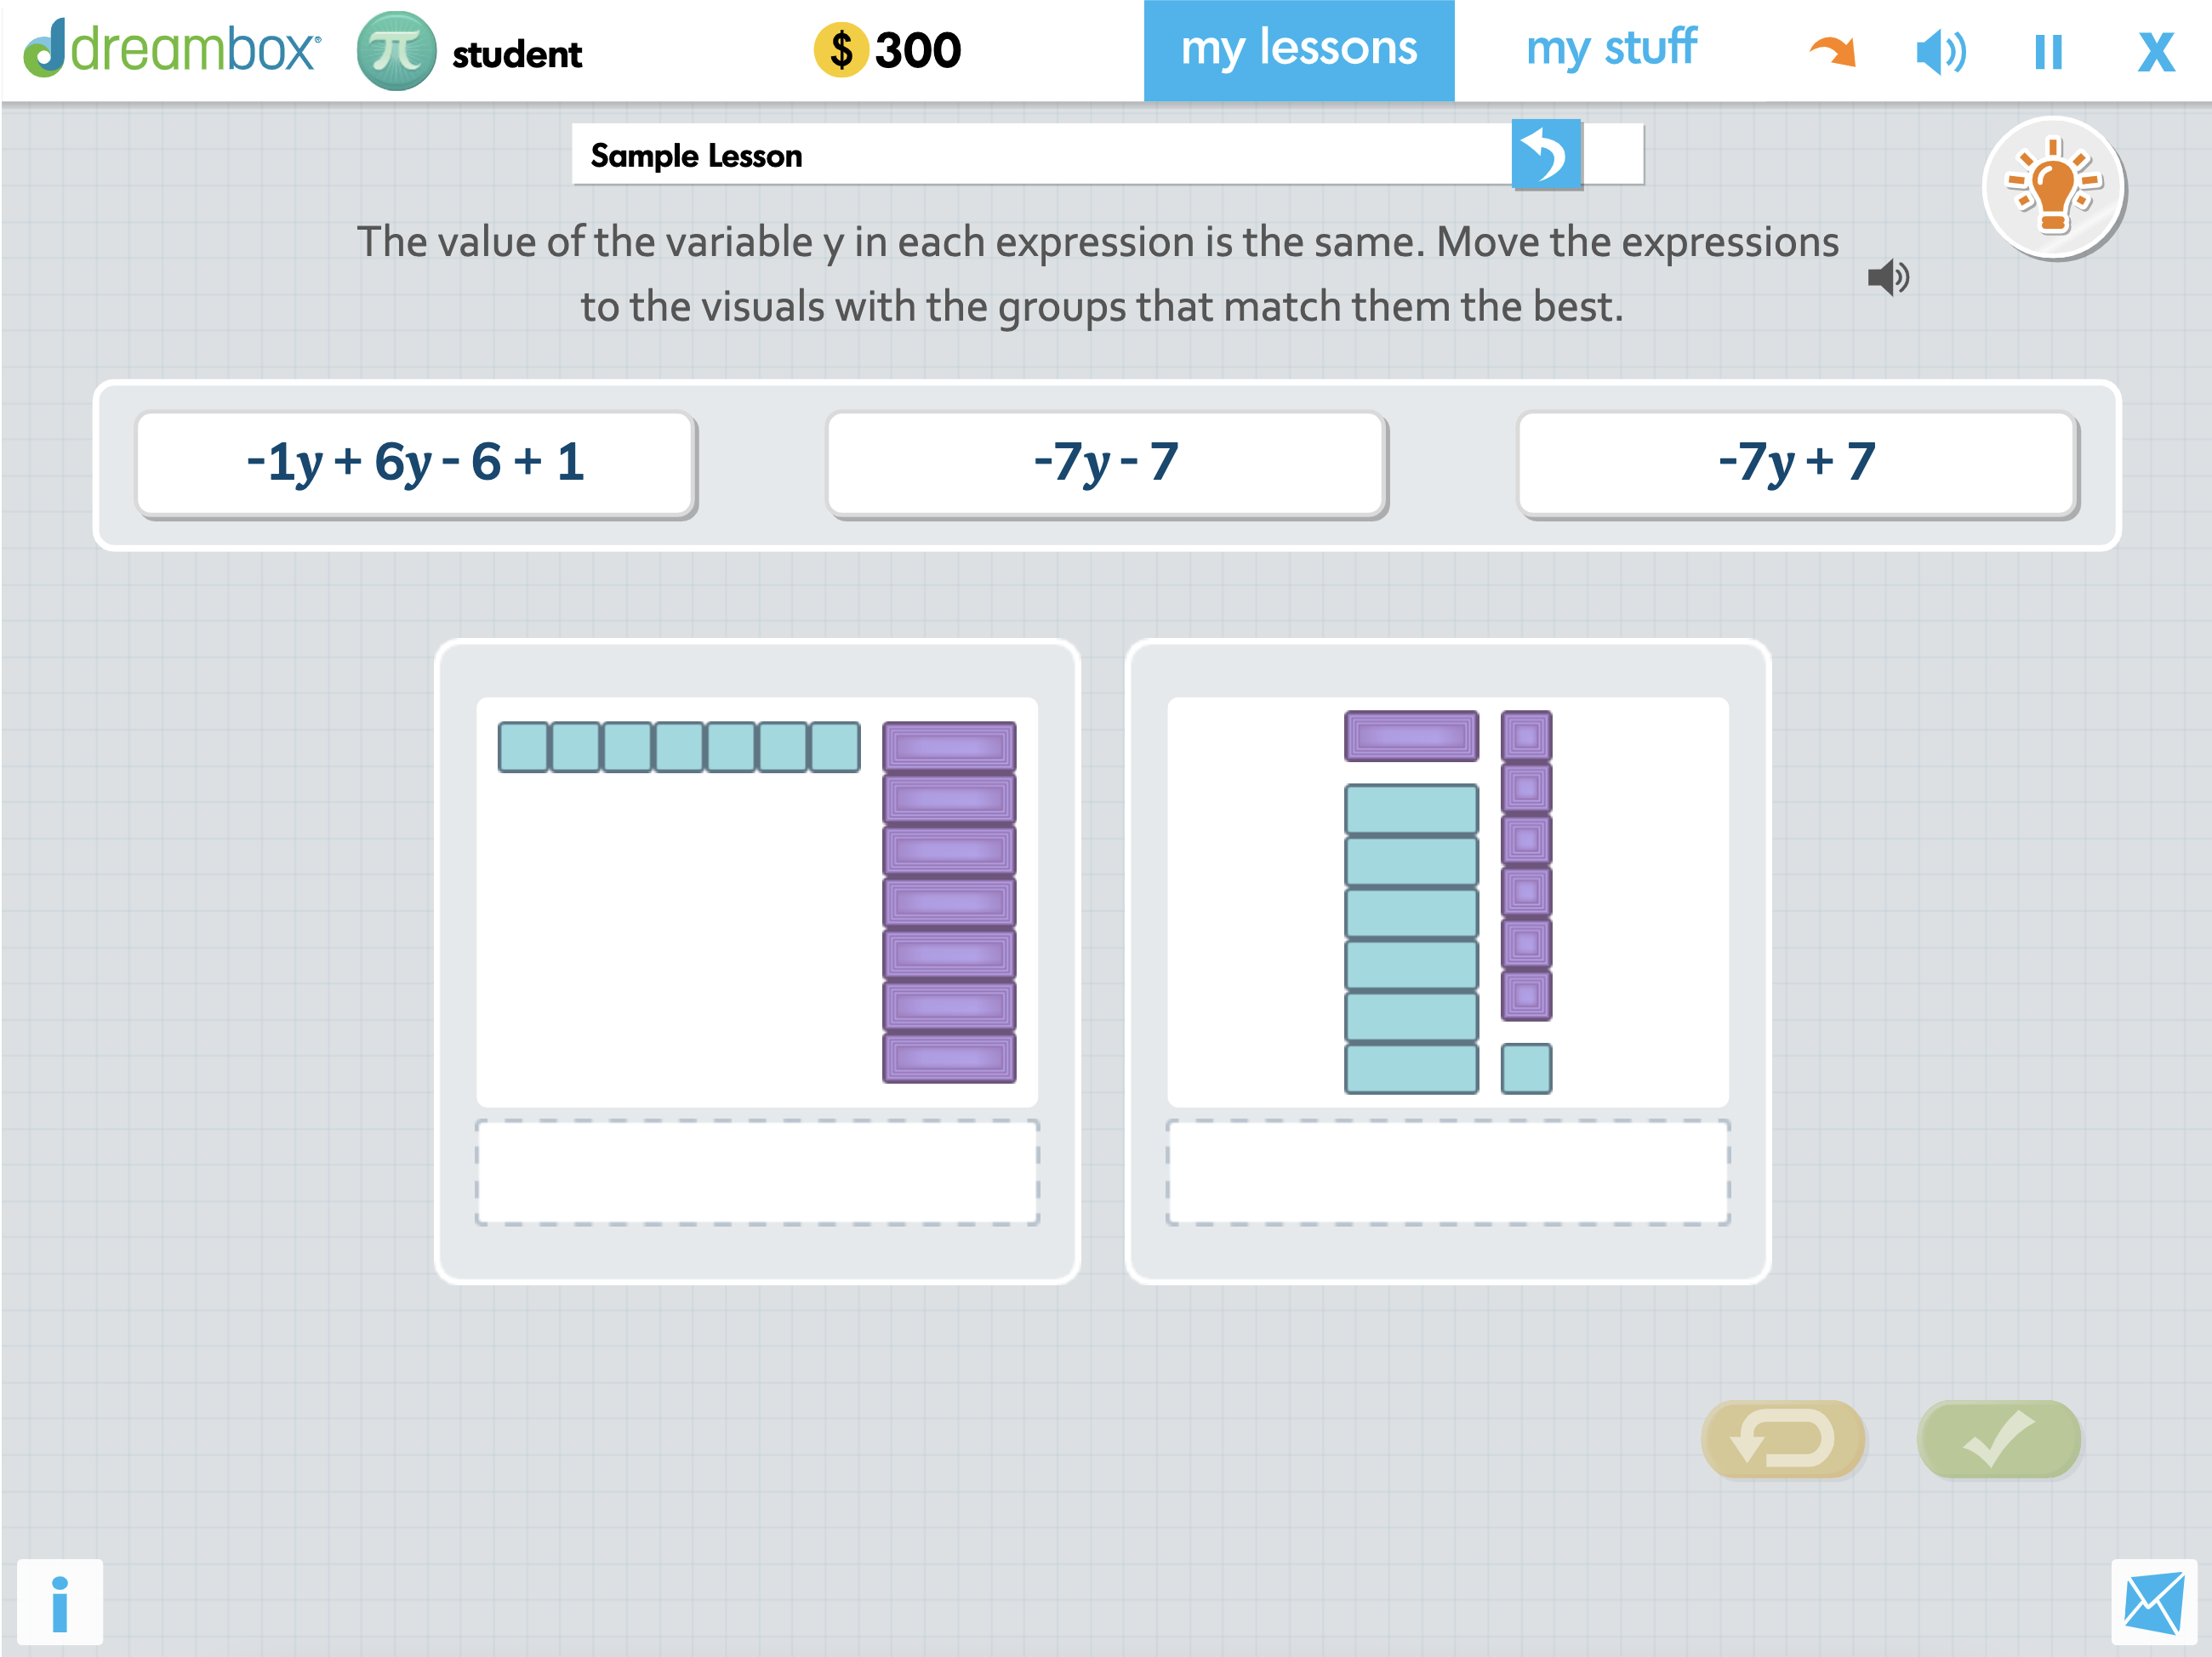 dreambox®
student
$ 300
my lessons
my stuff
X
Sample Lesson
The value of the variable y in each expression is the same. Move the expressions
to the visuals with the groups that match them the best.
-1y + 6y - 6 + 1
-7y - 7
-7y + 7
i